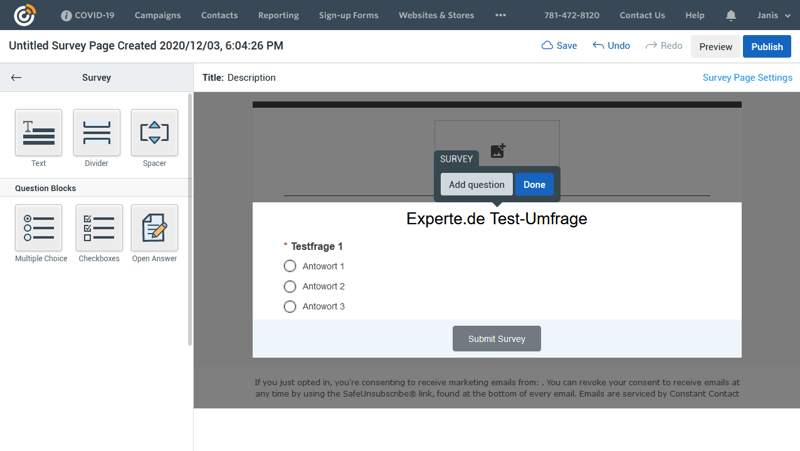 COVID-19 Campaigns Contacts Reporting Sign-up Forms Websites & Stores ••• 781-472-8120 Contact Us Help Janis
Untitled Survey Page Created 2020/12/03, 6:04:26 PM Save Undo Redo Preview Publish
Survey Title: Description Survey Page Settings
T
Text Divider Spacer
SURVEY
Add question Done
Question Blocks
Experte.de Test-Umfrage
* Testfrage 1
Multiple Choice Checkboxes Open Answer
Antowort 1
Antowort 2
Antowort 3
Submit Survey
If you just opted in, you're consenting to receive marketing emails from: . You can revoke your consent to receive emails at
any time by using the SafeUnsubscribe® link, found at the bottom of every email. Emails are serviced by Constant Contact